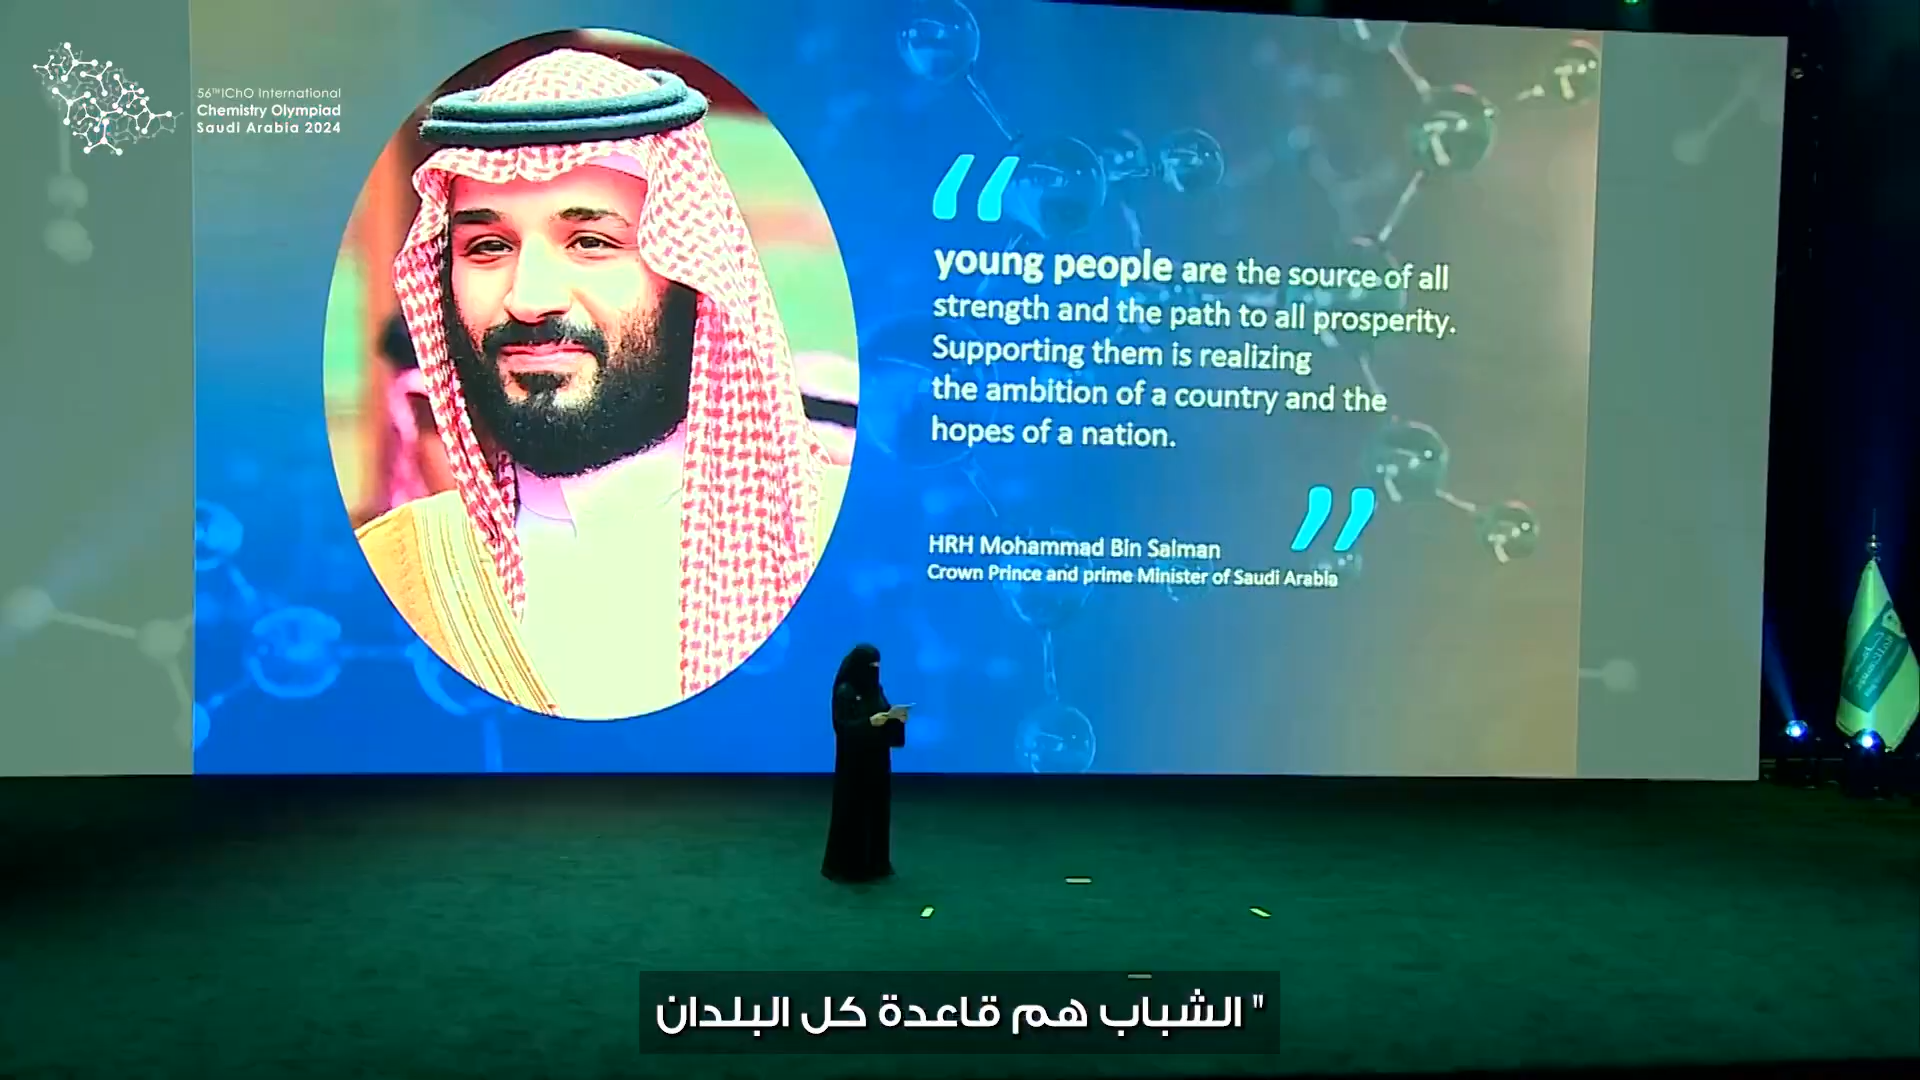 56TH IChO International
Chemistry Olympiad
Saudi Arabia 2024
“
young people are the source of all
strength and the path to all prosperity.
Supporting them is realizing
the ambition of a country and the
hopes of a nation.
”
HRH Mohammad Bin Salman
Crown Prince and prime Minister of Saudi Arabia
" الشباب هم قاعدة كل البلدان